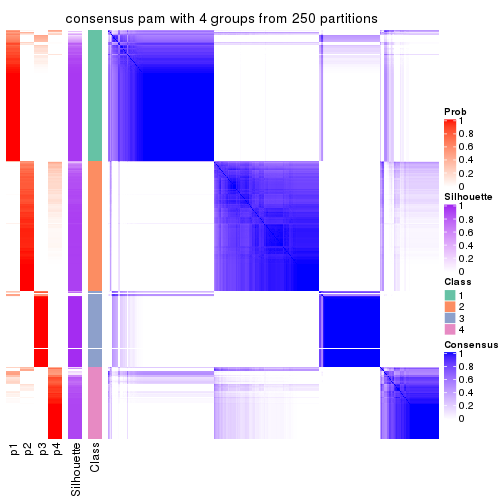 consensus pam with 4 groups from 250 partitions
Prob
1
0.8
0.6
0.4
0.2
0
Silhouette
1
0.8
0.6
0.4
0.2
0
Class
1
2
3
4
Consensus
1
0.8
0.6
0.4
0.2
0
p1
p2
p3
p4
Silhouette
Class